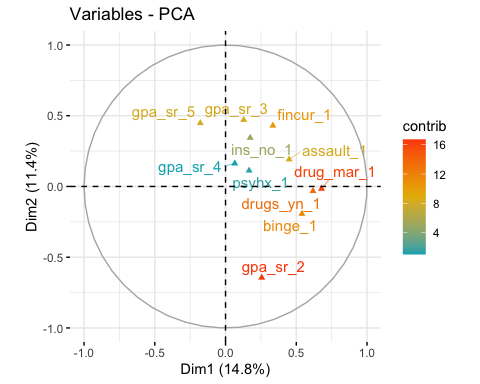 Variables - PCA
1.0
0.5
0.0
-0.5
-1.0
Dim2 (11.4%)
gpa_sr_5
gpa_sr_3
fincur_1
ins_no_1
assault_1
gpa_sr_4
drug_mar_1
psyhx_1
drugs_yn_1
binge_1
gpa_sr_2
-1.0 -0.5 0.0 0.5 1.0
Dim1 (14.8%)
contrib
16
12
8
4